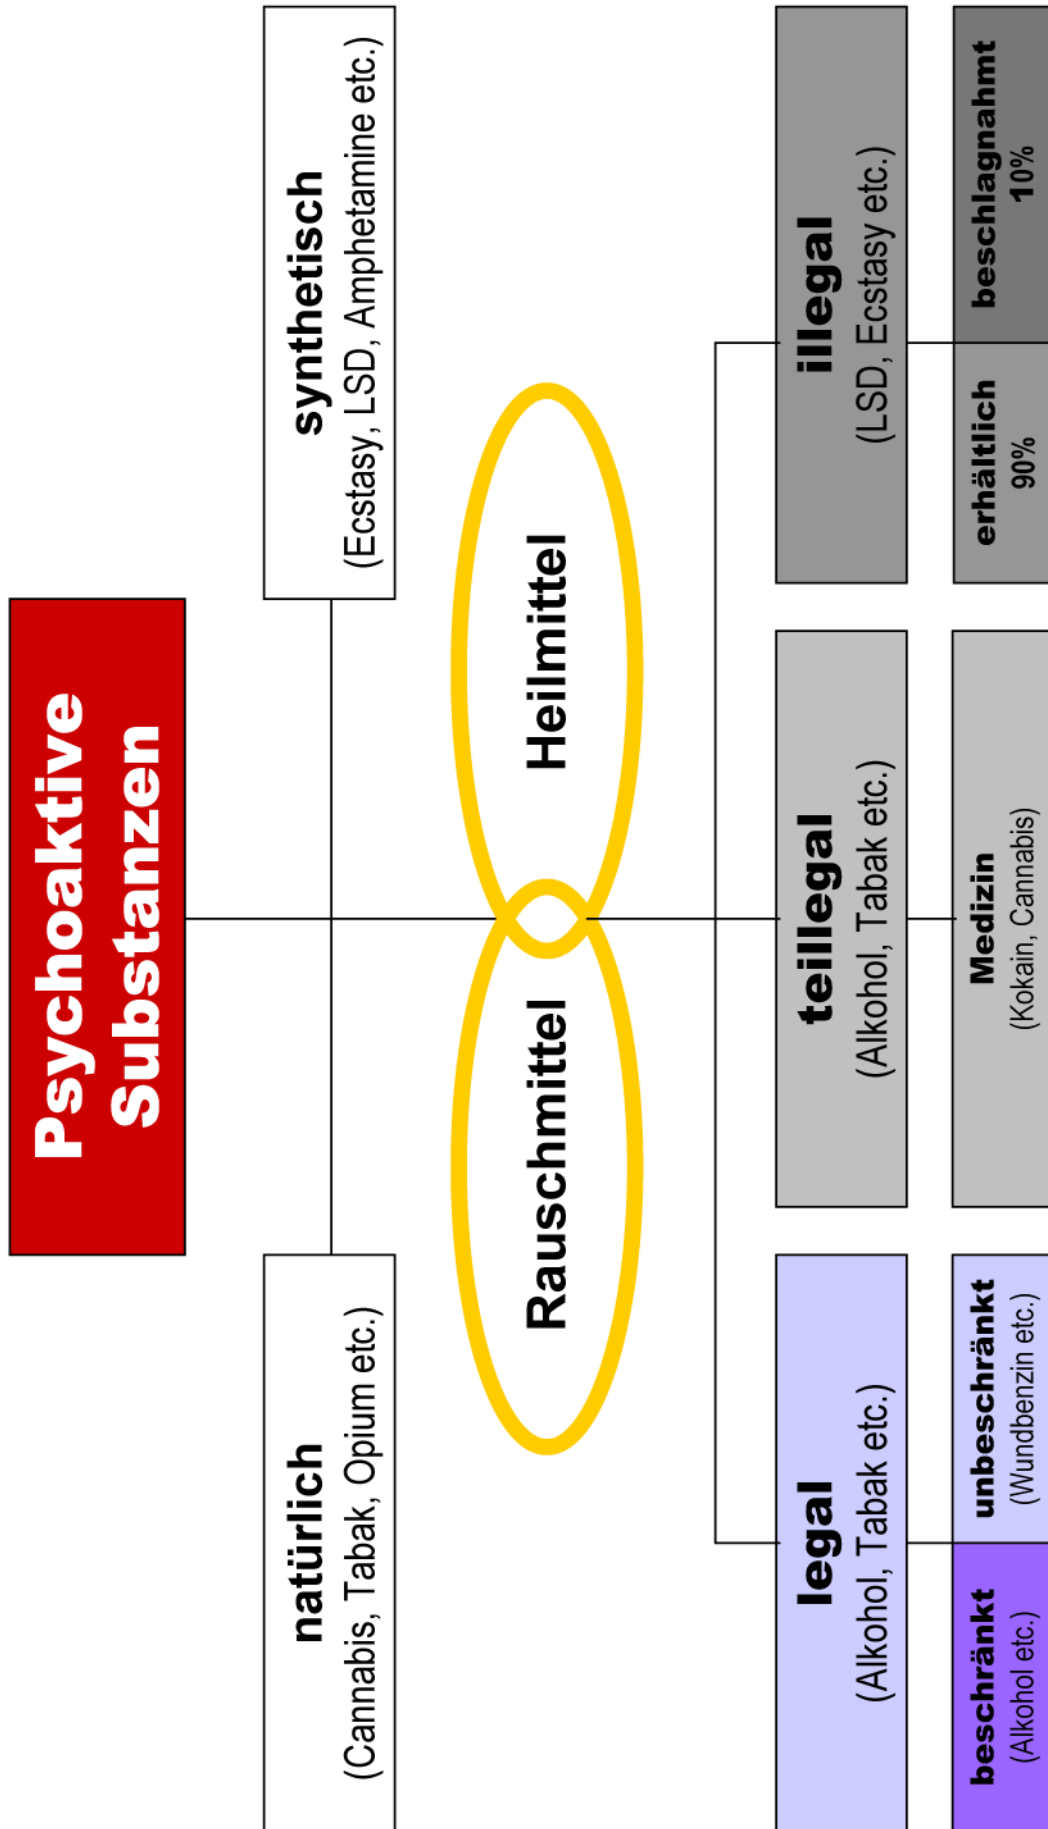 Psychoaktive
Substanzen
natürlich
(Cannabis, Tabak, Opium etc.)
synthetisch
(Ecstasy, LSD, Amphetamine etc.)
Rauschmittel
Heilmittel
legal
(Alkohol, Tabak etc.)
teillegal
(Alkohol, Tabak etc.)
illegal
(LSD, Ecstasy etc.)
beschränkt
(Alkohol etc.)
unbeschränkt
(Wundbenzin etc.)
Medizin
(Kokain, Cannabis)
erhältlich
90%
beschlagnahmt
10%